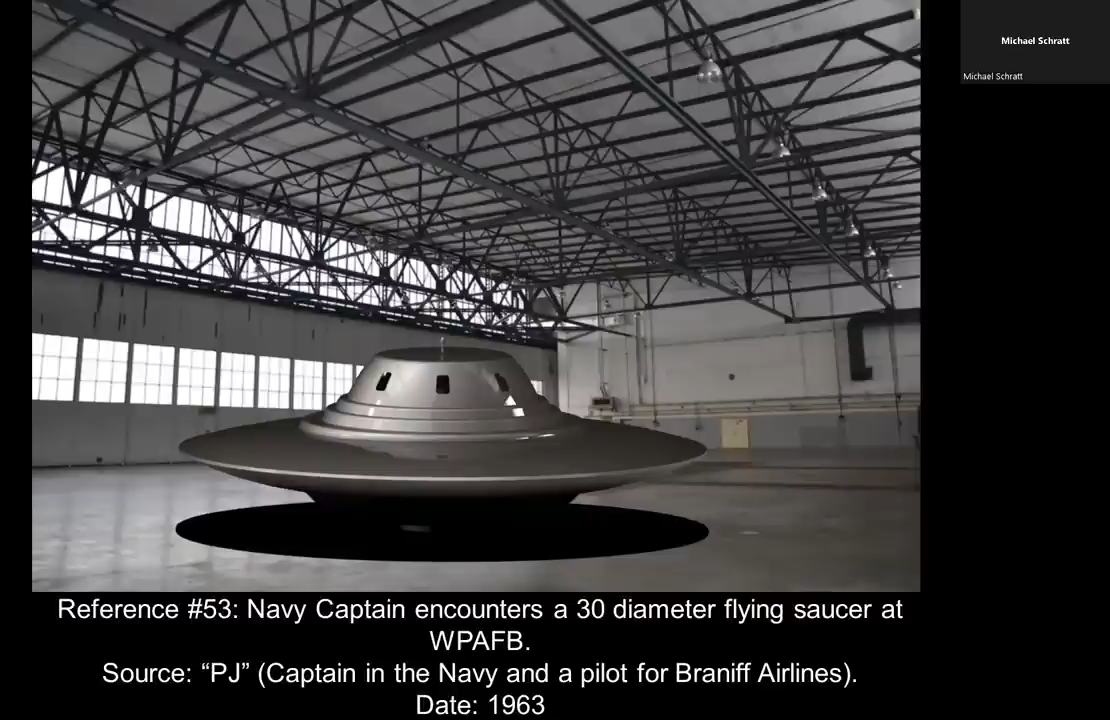 Michael Schratt
Michael Schratt
Reference #53: Navy Captain encounters a 30 diameter flying saucer at
WPAFB.
Source: “PJ” (Captain in the Navy and a pilot for Braniff Airlines).
Date: 1963